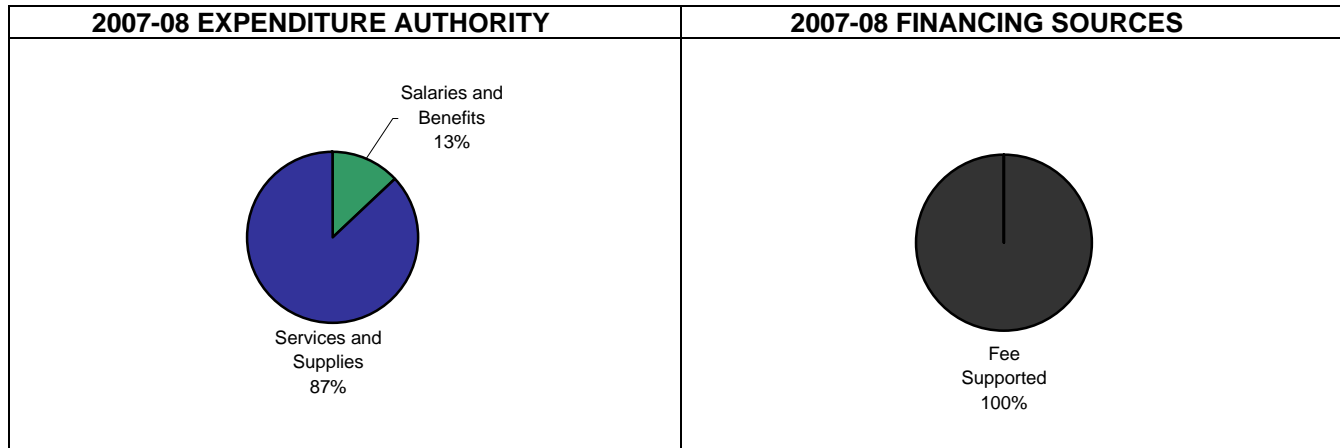 2007-08 EXPENDITURE AUTHORITY
Salaries and
Benefits
13%
Services and
Supplies
87%
2007-08 FINANCING SOURCES
Fee
Supported
100%